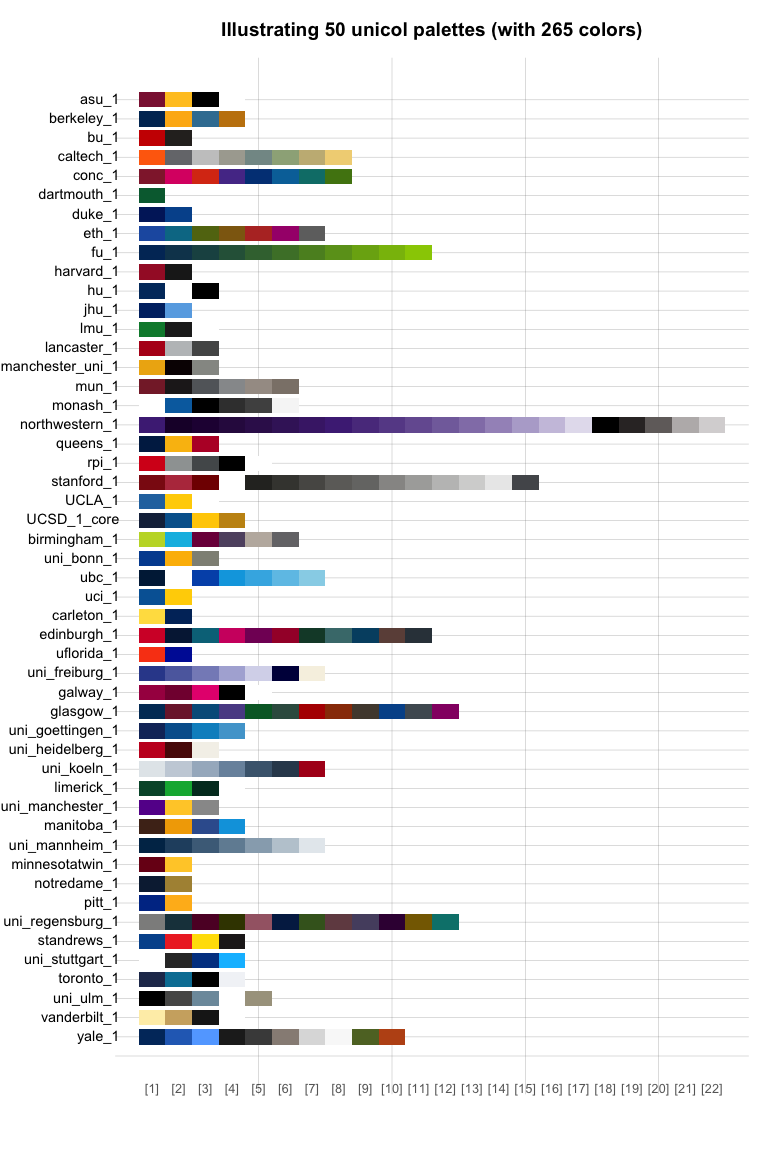 Illustrating 50 unicol palettes (with 265 colors)
asu_1
berkeley_1
bu_1
caltech_1
conc_1
dartmouth_1
duke_1
eth_1
fu_1
harvard_1
hu_1
jhu_1
lmu_1
lancaster_1
manchester_uni_1
mun_1
monash_1
northwestern_1
queens_1
rpi_1
stanford_1
UCLA_1
UCSD_1_core
birmingham_1
uni_bonn_1
ubc_1
uci_1
carleton_1
edinburgh_1
uflorida_1
uni_freiburg_1
galway_1
glasgow_1
uni_goettingen_1
uni_heidelberg_1
uni_koeln_1
limerick_1
uni_manchester_1
manitoba_1
uni_mannheim_1
minnesotatwin_1
notredame_1
pitt_1
uni_regensburg_1
standrews_1
uni_stuttgart_1
toronto_1
uni_ulm_1
vanderbilt_1
yale_1
[1] [2] [3] [4] [5] [6] [7] [8] [9] [10] [11] [12] [13] [14] [15] [16] [17] [18] [19] [20] [21] [22]